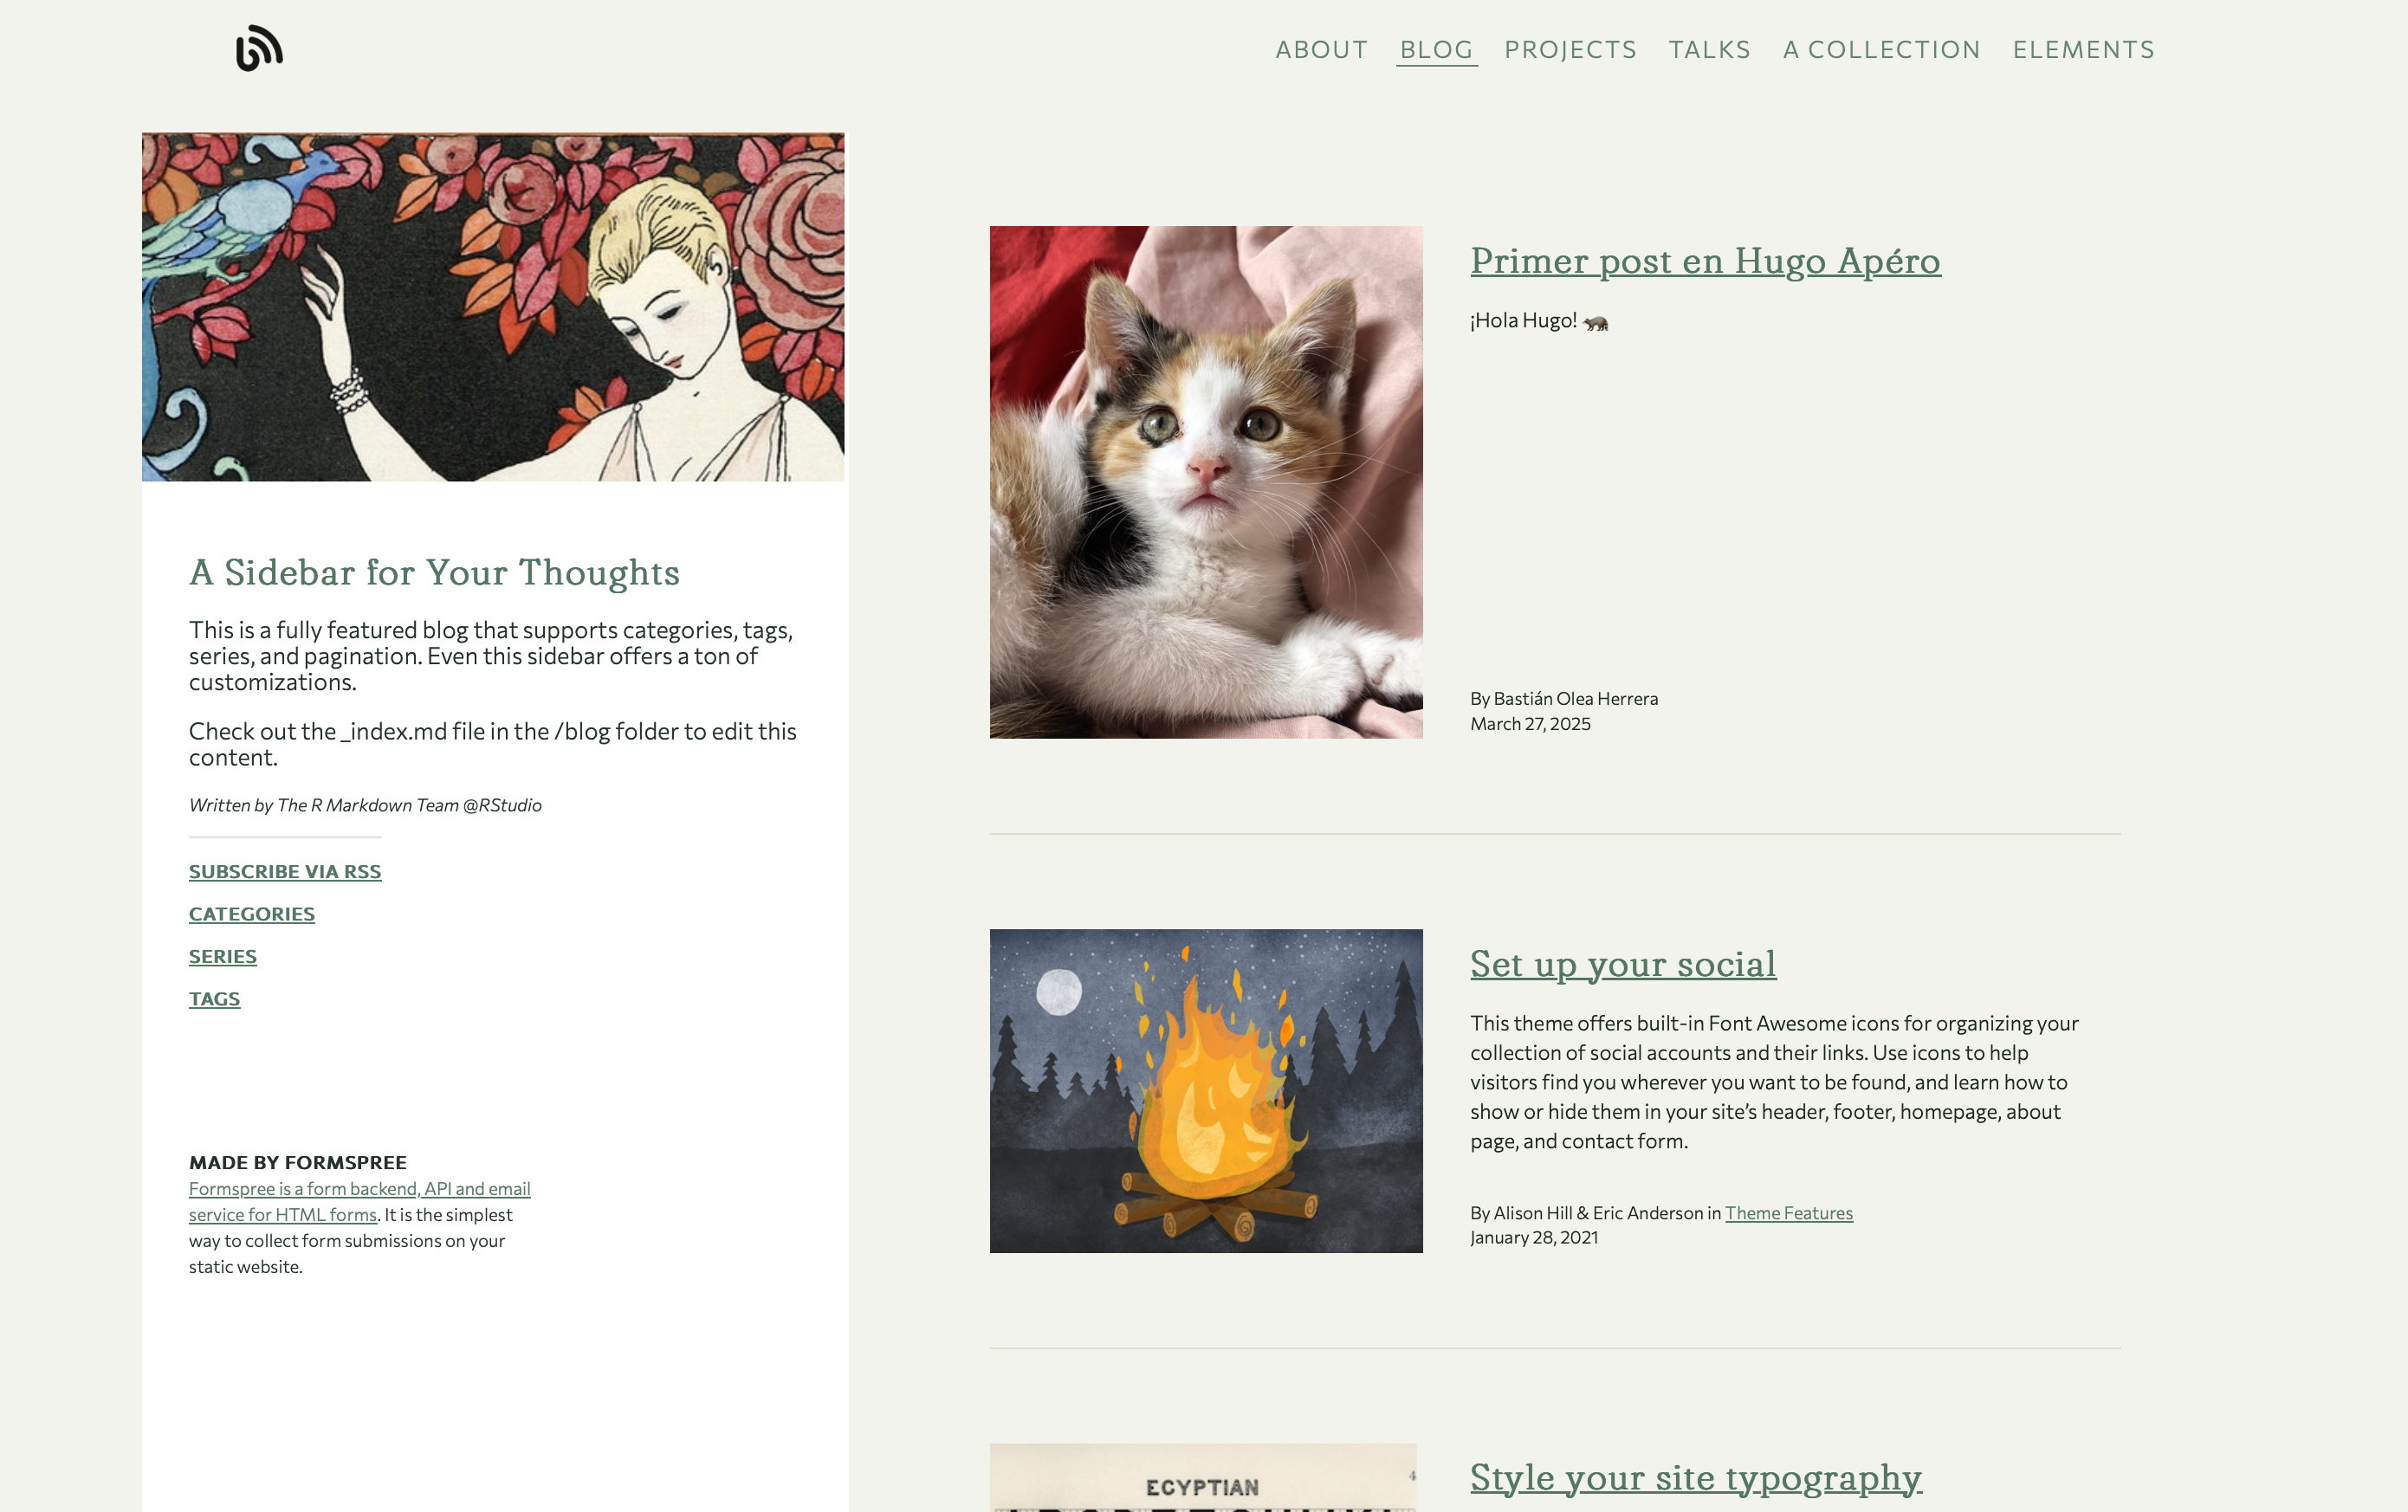 ABOUT BLOG PROJECTS TALKS A COLLECTION ELEMENTS
A Sidebar for Your Thoughts
This is a fully featured blog that supports categories, tags,
series, and pagination. Even this sidebar offers a ton of
customizations.
Check out the _index.md file in the /blog folder to edit this
content.
Written by The R Markdown Team @RStudio
SUBSCRIBE VIA RSS
CATEGORIES
SERIES
TAGS
MADE BY FORMSPREE
Formspree is a form backend, API and email
service for HTML forms. It is the simplest
way to collect form submissions on your
static website.
Primer post en Hugo Apéro
¡Hola Hugo! 🦡
By Bastián Olea Herrera
March 27, 2025
Set up your social
This theme offers built-in Font Awesome icons for organizing your
collection of social accounts and their links. Use icons to help
visitors find you wherever you want to be found, and learn how to
show or hide them in your site’s header, footer, homepage, about
page, and contact form.
By Alison Hill & Eric Anderson in Theme Features
January 28, 2021
4
EGYPTIAN
Style your site typography